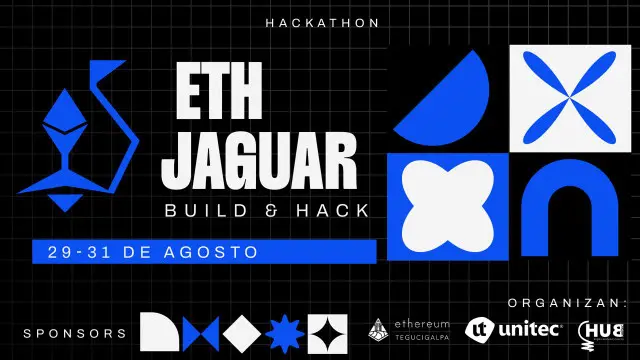 HACKATHON
ETH
JAGUAR
BUILD & HACK
29-31 DE AGOSTO
ORGANIZAN:
SPONSORS
ethereum
TEGUCIGALPA
unitec
HUB